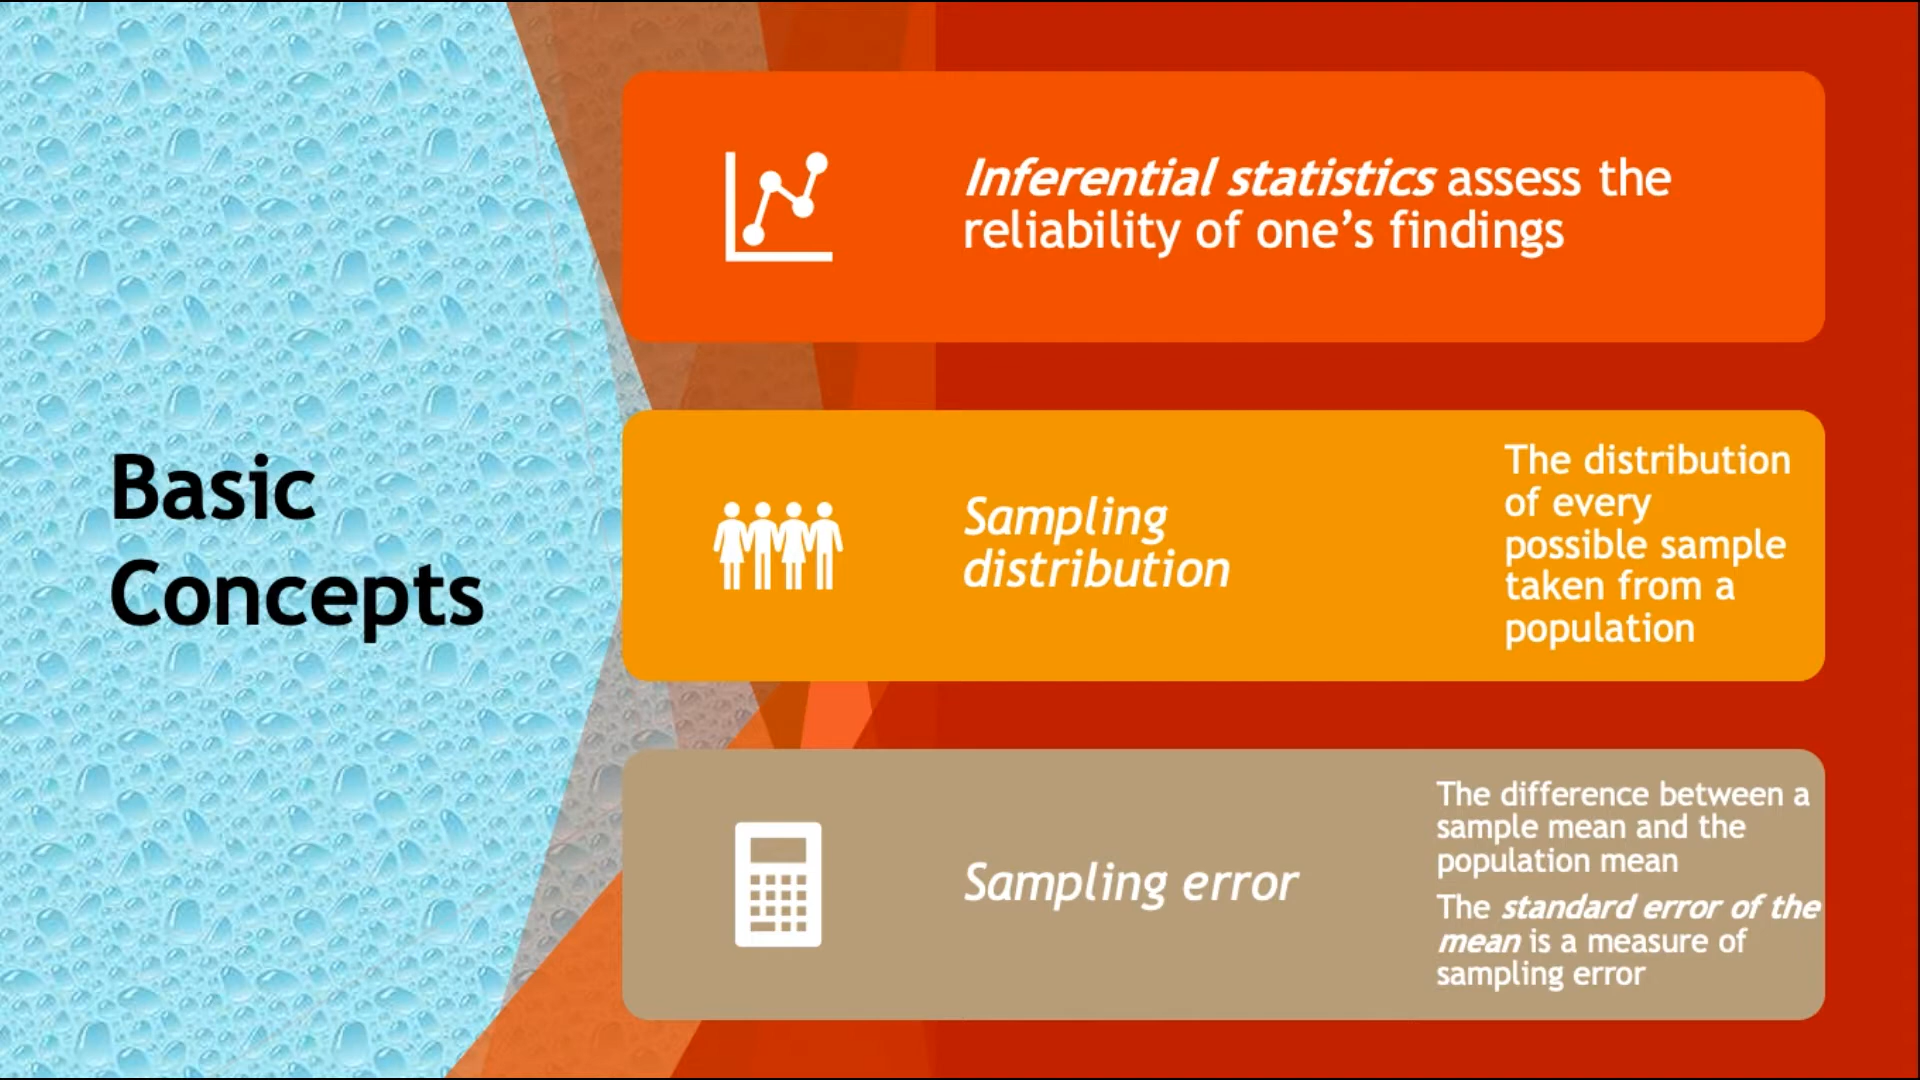 Basic
Concepts
Inferential statistics assess the
reliability of one’s findings
Sampling
distribution
The distribution
of every
possible sample
taken from a
population
Sampling error
The difference between a
sample mean and the
population mean
The standard error of the
mean is a measure of
sampling error